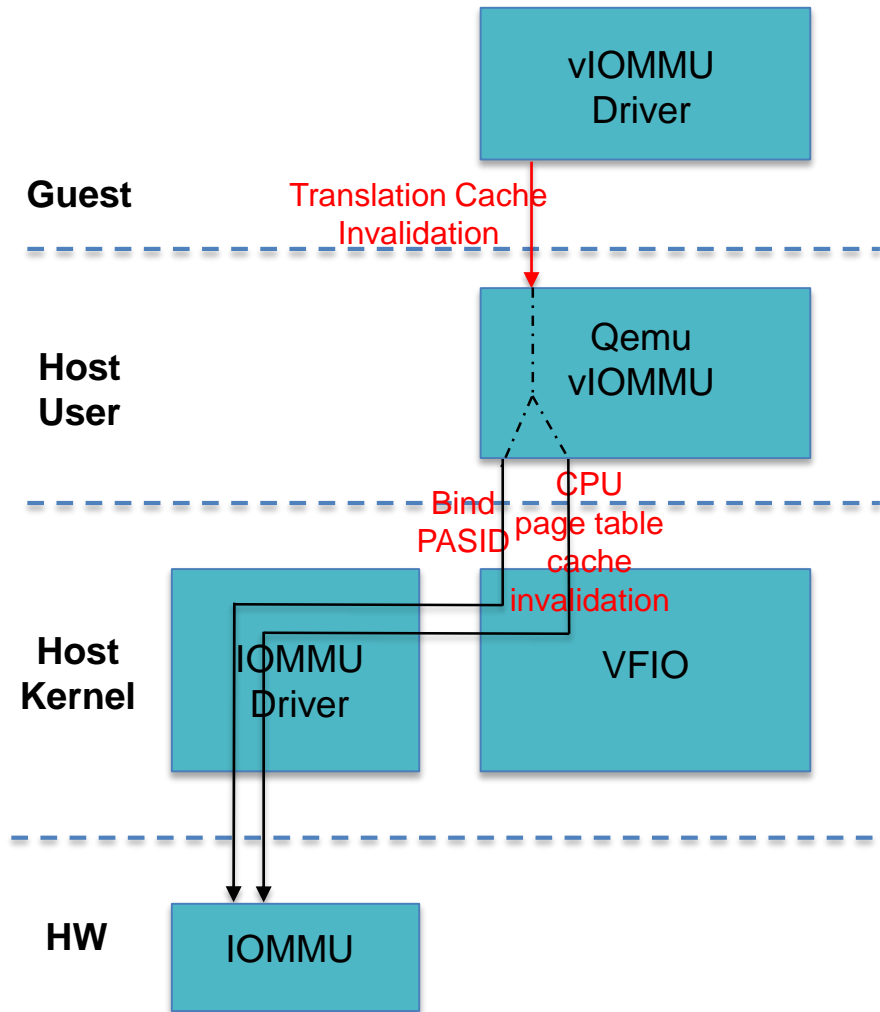 vIOMMU
Driver
Guest
Translation Cache
Invalidation
Host
User
Qemu
vIOMMU
Bind
PASID
CPU
page table
cache
invalidation
Host
Kernel
IOMMU
Driver
VFIO
HW
IOMMU